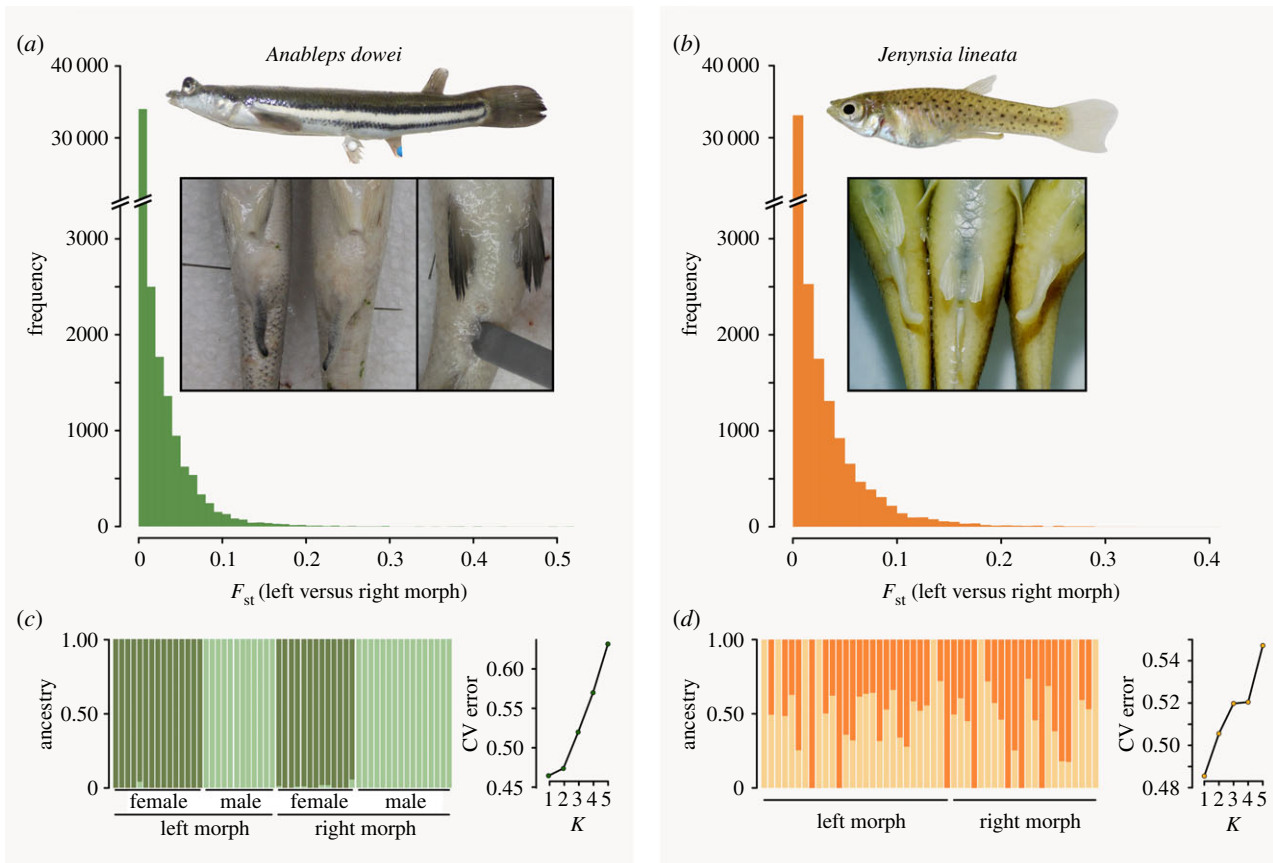 (a)
Anableps dowei
40 000
30 000
3000
2000
1000
0
frequency
0 0.1 0.2 0.3 0.4 0.5
Fst (left versus right morph)
(b)
Jenynsia lineata
40 000
30 000
3000
2000
1000
0
frequency
0 0.1 0.2 0.3 0.4
Fst (left versus right morph)
(c)
1.00
0.50
0
ancestry
female male female male
left morph right morph
0.60
0.55
0.50
0.45
CV error
1 2 3 4 5
K
(d)
1.00
0.50
0
ancestry
left morph right morph
0.54
0.52
0.50
0.48
CV error
1 2 3 4 5
K